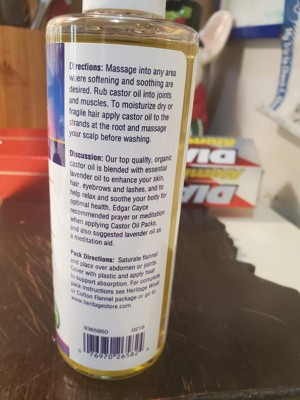 Directions: Massage into any area
where softening and soothing are
desired. Rub castor oil into joints
and muscles. To moisturize dry or
fragile hair apply castor oil to the
strands at the root and massage
your scalp before washing.
Discussion: Our top quality, organic
castor oil is blended with essential
lavender oil to enhance your skin,
hair, eyebrows and lashes, and to
help relax and soothe your body for
optimal health. Edgar Cayce
recommended prayer or meditation
when applying Castor Oil Packs,
and also suggested lavender oil as
a meditation aid.
Pack Directions: Saturate flannel
and place over abdomen or joints.
Cover with plastic and apply heat
to support absorption. For complete
pack instructions see Heritage Wool
or Cotton Flannel package or go to
www.heritagestore.com
9365950 0218
76970 26582
DIA
DIA